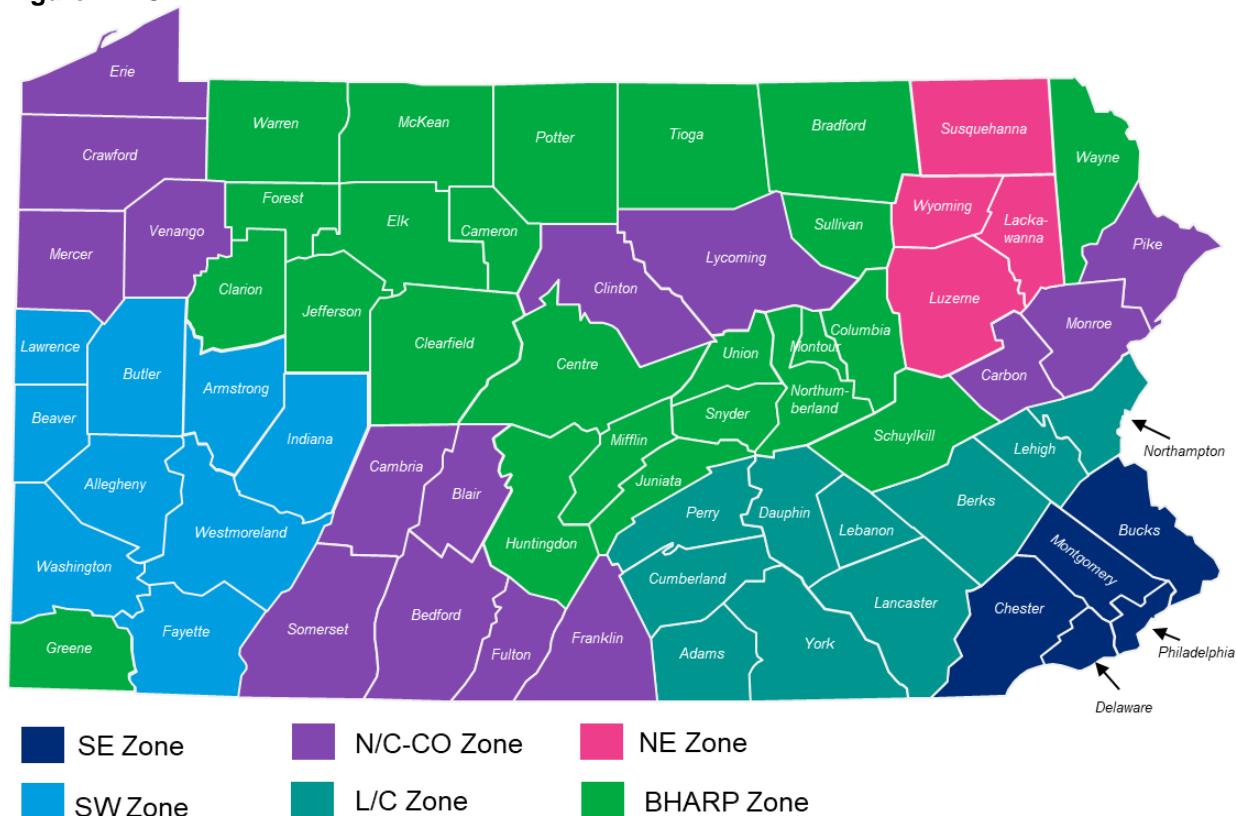 Erie
Warren
McKean
Potter
Tioga
Bradford
Susquehanna
Wayne
Crawford
Forest
Elk
Cameron
Sullivan
Wyoming
Lacka-
wanna
Pike
Mercer
Venango
Clarion
Jefferson
Clearfield
Clinton
Lycoming
Columbia
Luzerne
Monroe
Carbon
Lawrence
Butler
Armstrong
Indiana
Centre
Union
Montour
Northum-
berland
Snyder
Mifflin
Juniata
Schuylkill
Lehigh
Northampton
Beaver
Allegheny
Westmoreland
Cambria
Blair
Huntingdon
Perry
Dauphin
Lebanon
Berks
Bucks
Montgomery
Washington
Fayette
Greene
Somerset
Bedford
Fulton
Franklin
Cumberland
Adams
York
Lancaster
Chester
Philadelphia
Delaware
SE Zone
N/C-CO Zone
NE Zone
SW Zone
L/C Zone
BHARP Zone